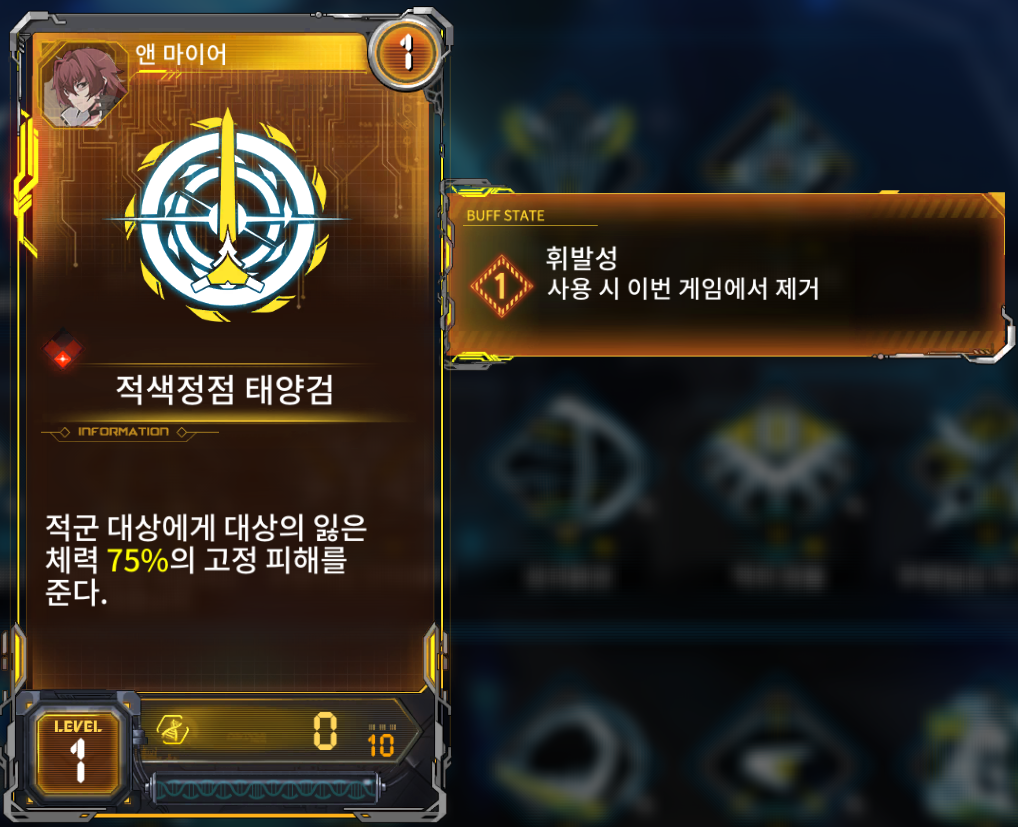 앤 마이어
1
BUFF STATE
1
휘발성
사용 시 이번 게임에서 제거
적색정점 태양검
INFORMATION
적군 대상에게 대상의 잃은
체력 75%의 고정 피해를
준다.
LEVEL
1
0
10